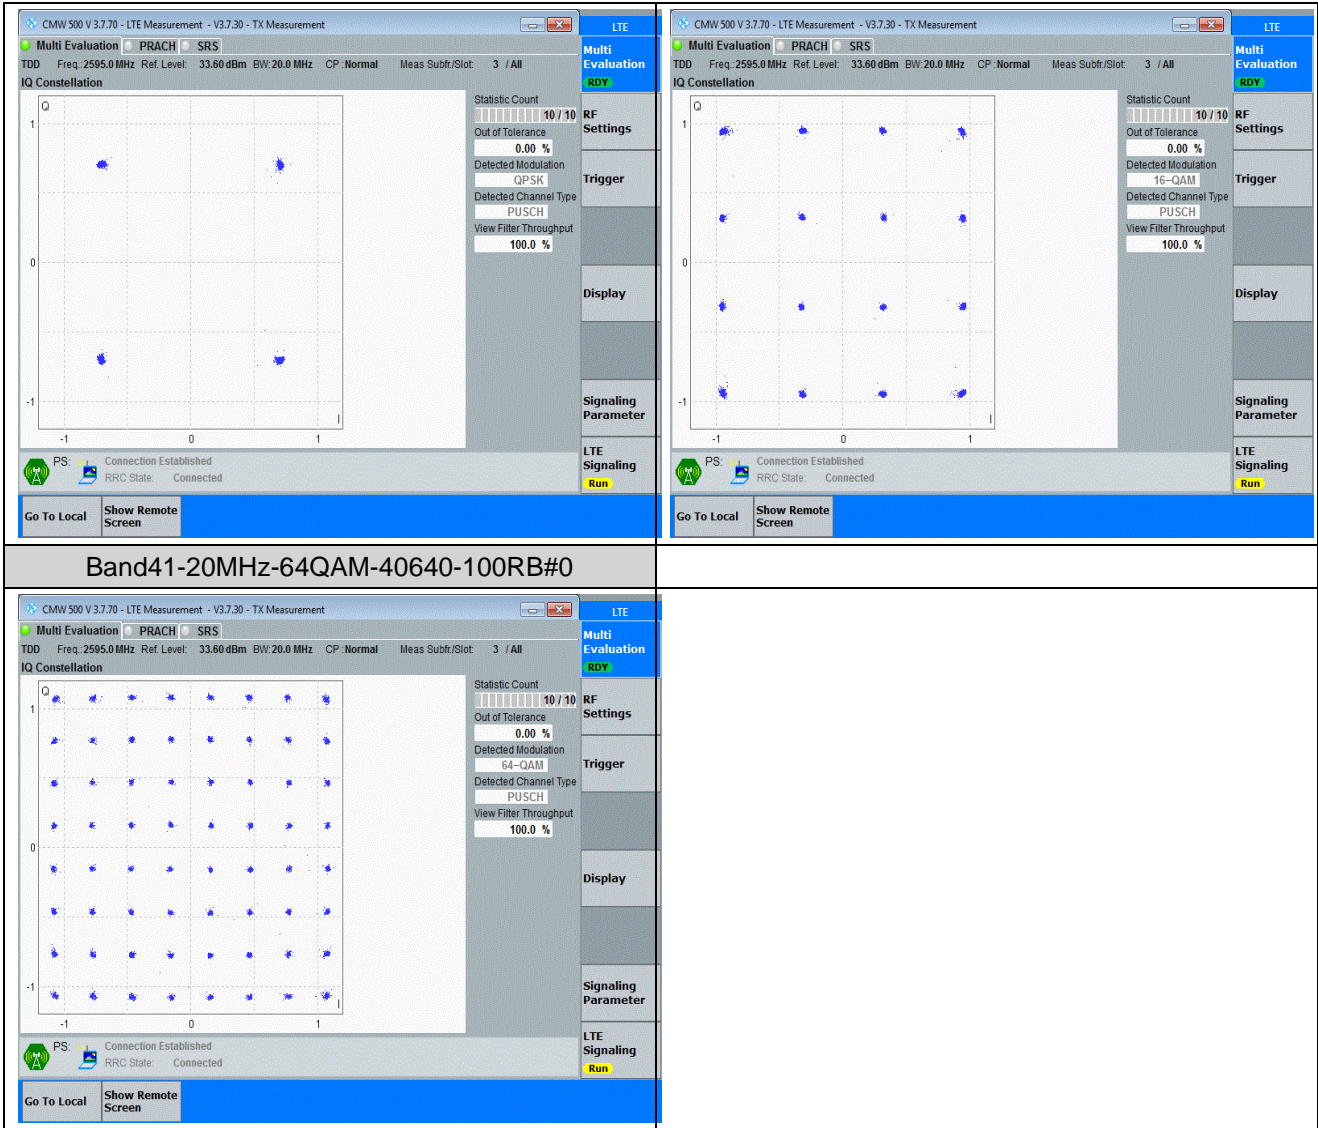 CMW 500 V 3.7.70 - LTE Measurement - V3.7.30 - TX Measurement
LTE
Multi Evaluation PRACH SRS
Multi
Evaluation
RDY
TDD Freq.:2595.0 MHz Ref. Level: 33.60 dBm BW:20.0 MHz CP :Normal Meas Subfr./Slot: 3 / All
IQ Constellation
Q
1
0
-1
-1 0 1
I
Statistic Count
10 / 10
Out of Tolerance
0.00 %
Detected Modulation
QPSK
Detected Channel Type
PUSCH
View Filter Throughput
100.0 %
RF
Settings
Trigger
Display
Signaling
Parameter
LTE
Signaling
Run
PS: Connection Established
RRC State: Connected
Go To Local
Show Remote
Screen
CMW 500 V 3.7.70 - LTE Measurement - V3.7.30 - TX Measurement
LTE
Multi Evaluation PRACH SRS
Multi
Evaluation
RDY
TDD Freq.:2595.0 MHz Ref. Level: 33.60 dBm BW:20.0 MHz CP :Normal Meas Subfr./Slot: 3 / All
IQ Constellation
Q
1
0
-1
-1 0 1
I
Statistic Count
10 / 10
Out of Tolerance
0.00 %
Detected Modulation
16-QAM
Detected Channel Type
PUSCH
View Filter Throughput
100.0 %
RF
Settings
Trigger
Display
Signaling
Parameter
LTE
Signaling
Run
PS: Connection Established
RRC State: Connected
Go To Local
Show Remote
Screen
Band41-20MHz-64QAM-40640-100RB#0
CMW 500 V 3.7.70 - LTE Measurement - V3.7.30 - TX Measurement
LTE
Multi Evaluation PRACH SRS
Multi
Evaluation
RDY
TDD Freq.:2595.0 MHz Ref. Level: 33.60 dBm BW:20.0 MHz CP :Normal Meas Subfr./Slot: 3 / All
IQ Constellation
Q
1
0
-1
-1 0 1
I
Statistic Count
10 / 10
Out of Tolerance
0.00 %
Detected Modulation
64-QAM
Detected Channel Type
PUSCH
View Filter Throughput
100.0 %
RF
Settings
Trigger
Display
Signaling
Parameter
LTE
Signaling
Run
PS: Connection Established
RRC State: Connected
Go To Local
Show Remote
Screen